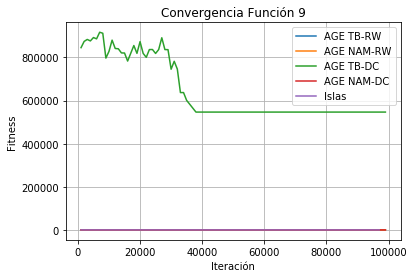 Convergencia Función 9
AGE TB-RW
AGE NAM-RW
AGE TB-DC
AGE NAM-DC
Islas
Fitness
800000
600000
400000
200000
0
0
20000
40000
60000
80000
100000
Iteración